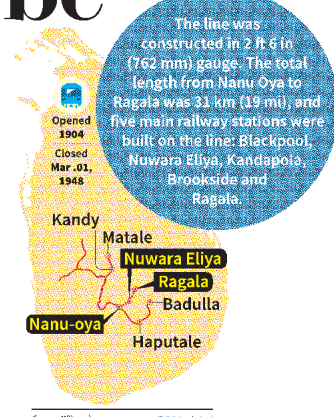 bc
The line was
constructed in 2 ft 6 in
(762 mm) gauge. The total
length from Nanu Oya to
Ragala was 31 km (19 mi), and
five main railway stations were
built on the line: Blackpool,
Nuwara Eliya, Kandapola,
Brookside and
Ragala.
Opened
1904
Closed
Mar .01,
1948
Kandy
Matale
Nuwara Eliya
Ragala
Badulla
Nanu-oya
Haputale